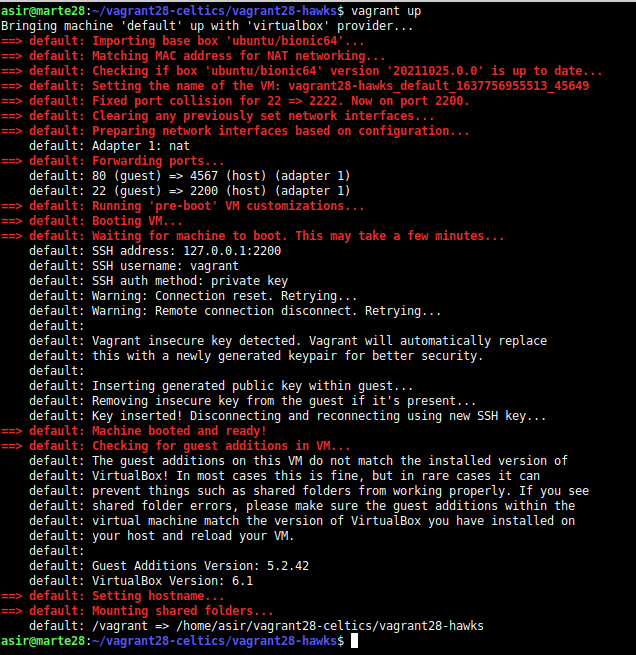 asir@marte28:~/vagrant28-celtics/vagrant28-hawks$ vagrant up
Bringing machine 'default' up with 'virtualbox' provider...
==> default: Importing base box 'ubuntu/bionic64'...
==> default: Matching MAC address for NAT networking...
==> default: Checking if box 'ubuntu/bionic64' version '20211025.0.0' is up to date...
==> default: Setting the name of the VM: vagrant28-hawks_default_1637756955513_45649
==> default: Fixed port collision for 22 => 2222. Now on port 2200.
==> default: Clearing any previously set network interfaces...
==> default: Preparing network interfaces based on configuration...
    default: Adapter 1: nat
==> default: Forwarding ports...
    default: 80 (guest) => 4567 (host) (adapter 1)
    default: 22 (guest) => 2200 (host) (adapter 1)
==> default: Running 'pre-boot' VM customizations...
==> default: Booting VM...
==> default: Waiting for machine to boot. This may take a few minutes...
    default: SSH address: 127.0.0.1:2200
    default: SSH username: vagrant
    default: SSH auth method: private key
    default: Warning: Connection reset. Retrying...
    default: Warning: Remote connection disconnect. Retrying...
    default:
    default: Vagrant insecure key detected. Vagrant will automatically replace
    default: this with a newly generated keypair for better security.
    default:
    default: Inserting generated public key within guest...
    default: Removing insecure key from the guest if it's present...
    default: Key inserted! Disconnecting and reconnecting using new SSH key...
==> default: Machine booted and ready!
==> default: Checking for guest additions in VM...
    default: The guest additions on this VM do not match the installed version of
    default: VirtualBox! In most cases this is fine, but in rare cases it can
    default: prevent things such as shared folders from working properly. If you see
    default: shared folder errors, please make sure the guest additions within the
    default: virtual machine match the version of VirtualBox you have installed on
    default: your host and reload your VM.
    default:
    default: Guest Additions Version: 5.2.42
    default: VirtualBox Version: 6.1
==> default: Setting hostname...
==> default: Mounting shared folders...
    default: /vagrant => /home/asir/vagrant28-celtics/vagrant28-hawks
asir@marte28:~/vagrant28-celtics/vagrant28-hawks$